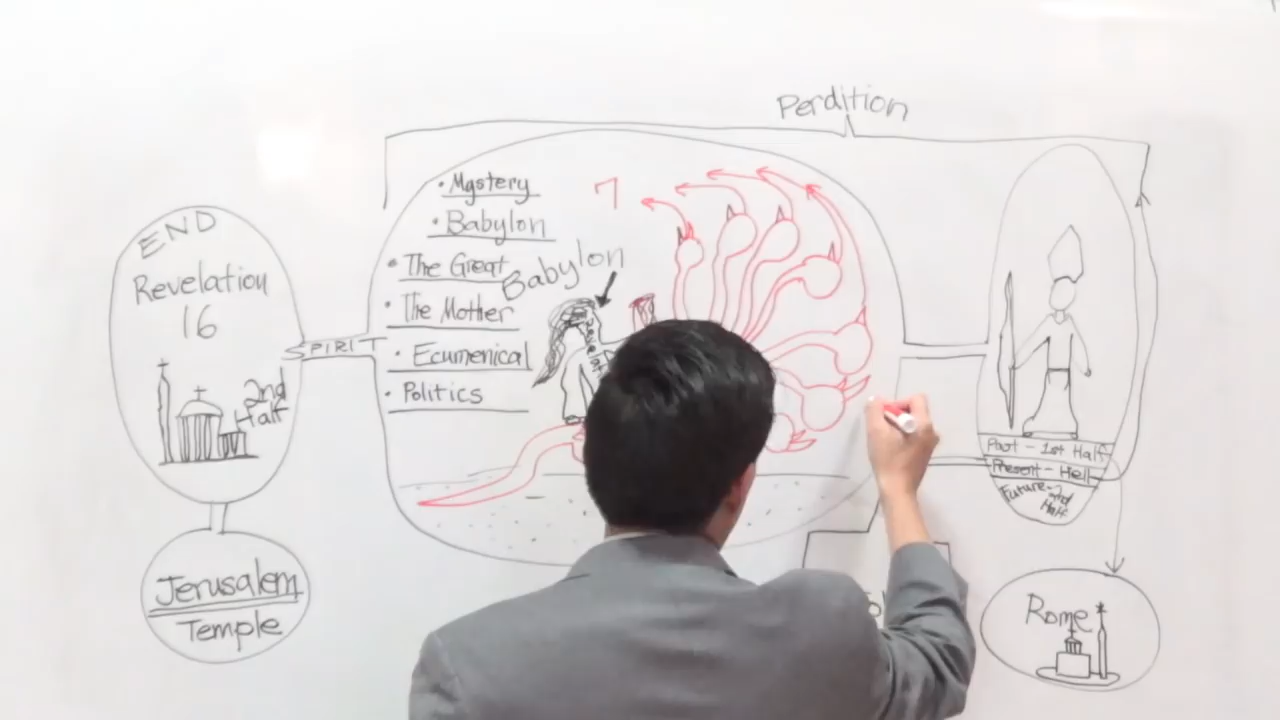 Perdition
END
Revelation
16
2nd
Half
Jerusalem
Temple
SPIRIT
• Mystery
• Babylon
• The Great
• The Mother
• Ecumenical
• Politics
7
Babylon
Past - 1st Half
Present - Hell
Future - 2nd
Half
Rome